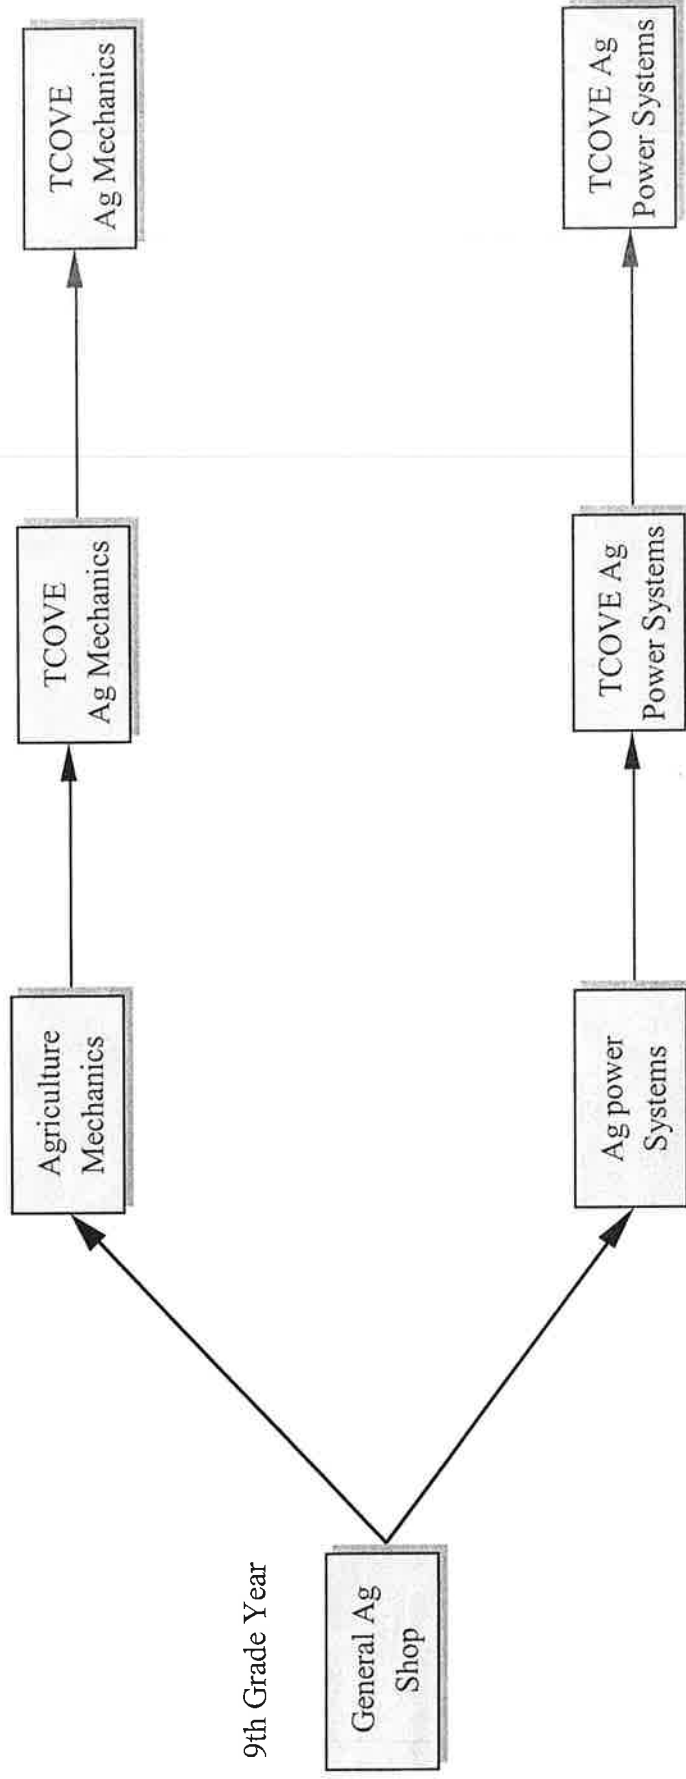 9th Grade Year
General Ag
Shop
Agriculture
Mechanics
TCOVE
Ag Mechanics
TCOVE
Ag Mechanics
Ag power
Systems
TCOVE Ag
Power Systems
TCOVE Ag
Power Systems